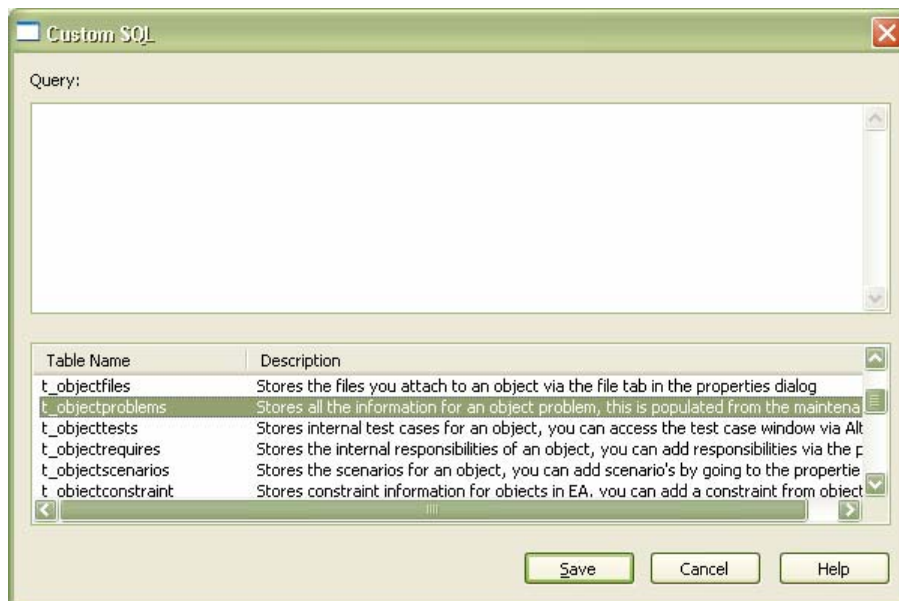 Custom SQL
Query:
Table Name Description
t_objectfiles Stores the files you attach to an object via the file tab in the properties dialog
t_objectproblems Stores all the information for an object problem, this is populated from the maintena
t_objecttests Stores internal test cases for an object, you can access the test case window via Alt
t_objectrequires Stores the internal responsibilities of an object, you can add responsibilities via the p
t_objectscenarios Stores the scenarios for an object, you can add scenario's by going to the propertie
t_objectconstraint Stores constraint information for objects in EA, you can add a constraint from object
Save Cancel Help